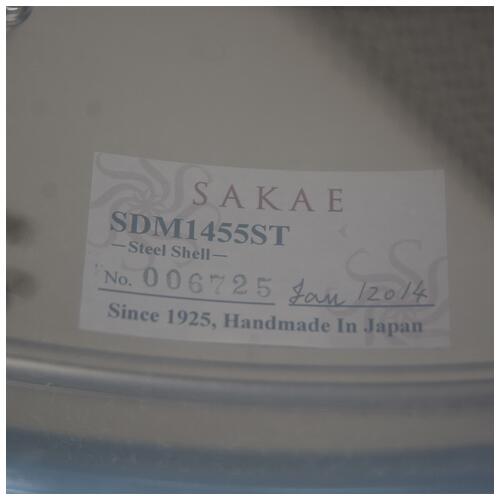 SAKAE
SDM1455ST
—Steel Shell—
No. 006725 Jan/2014
Since 1925, Handmade In Japan